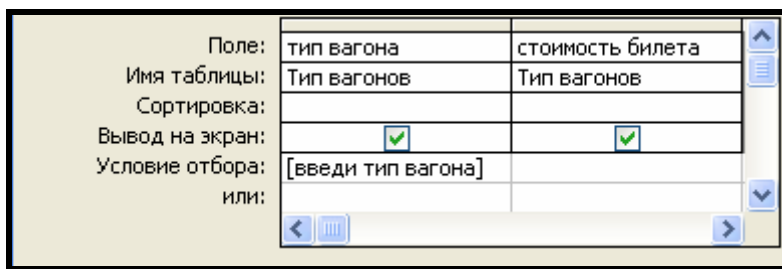 Поле: тип вагона стоимость билета
Имя таблицы: Тип вагонов Тип вагонов
Сортировка:
Вывод на экран:
Условие отбора: [введи тип вагона]
или: